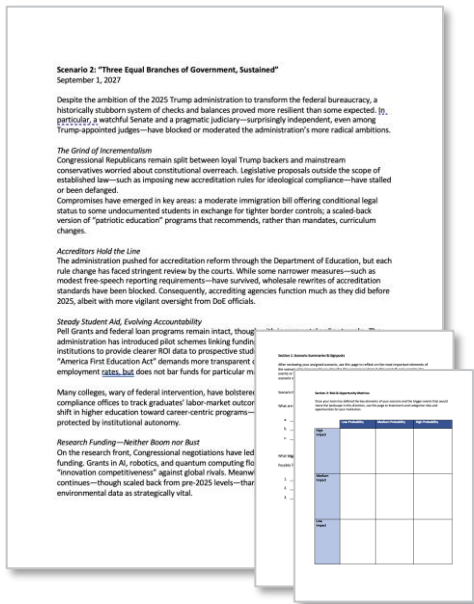 Scenario 2: "Three Equal Branches of Government, Sustained"
September 1, 2027
Despite the ambition of the 2025 Trump administration to transform the federal bureaucracy, a
historically stubborn system of checks and balances proved more resilient than some expected. In
particular, a watchful Senate and a pragmatic judiciary—surprisingly independent, even among
Trump-appointed judges—have blocked or moderated the administration's more radical ambitions.
The Grind of Incrementalism
Congressional Republicans remain split between loyal Trump backers and mainstream
conservatives worried about constitutional overreach. Legislative proposals outside the scope of
established law—such as imposing new accreditation rules for ideological compliance—have stalled
or been defanged.
Compromises have emerged in key areas: a moderate immigration bill offering conditional legal
status to some undocumented students in exchange for tighter border controls; a scaled-back
version of "patriotic education" programs that recommends, rather than mandates, curriculum
changes.
Accreditors Hold the Line
The administration pushed for accreditation reform through the Department of Education, but each
rule change has faced stringent review by the courts. While some narrower measures—such as
modest free-speech reporting requirements—have survived, wholesale rewrites of accreditation
standards have been blocked. Consequently, accrediting agencies function much as they did before
2025, albeit with more vigilant oversight from DoE officials.
Steady Student Aid, Evolving Accountability
Pell Grants and federal loan programs remain intact, though
administration has introduced pilot schemes linking funding
institutions to provide clearer ROI data to prospective stud
"America First Education Act" demands more transparent
employment rates, but does not bar funds for particular m
Many colleges, wary of federal intervention, have bolstered
compliance offices to track graduates' labor-market outcor
shift in higher education toward career-centric programs—
protected by institutional autonomy.
Research Funding—Neither Boom nor Bust
On the research front, Congressional negotiations have led
funding. Grants in AI, robotics, and quantum computing flo
"innovation competitiveness" against global rivals. Meanw
continues—though scaled back from pre-2025 levels—than
environmental data as strategically vital.
Section 1: Scenario Summaries & Signposts
Section 2: Risk & Opportunity Matrices
Low Probability Medium Probability High Probability
High
Impact
Medium
Impact
Low
Impact